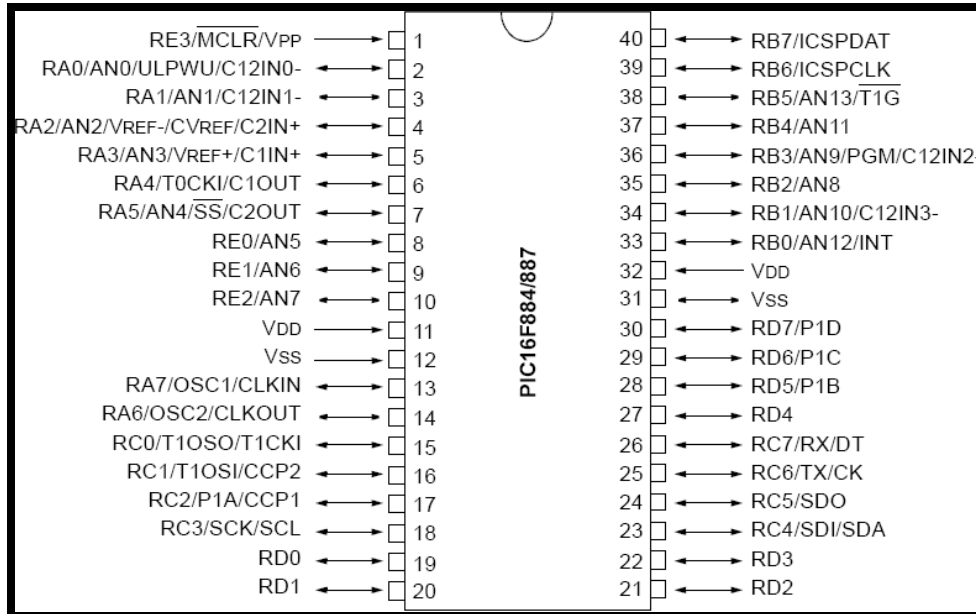 RE3/MCLR/VPP 1 40 RB7/ICSPDAT
RA0/AN0/ULPWU/C12IN0- 2 39 RB6/ICSPCLK
RA1/AN1/C12IN1- 3 38 RB5/AN13/T1G
RA2/AN2/VREF-/CVREF/C2IN+ 4 37 RB4/AN11
RA3/AN3/VREF+/C1IN+ 5 36 RB3/AN9/PGM/C12IN2-
RA4/T0CKI/C1OUT 6 35 RB2/AN8
RA5/AN4/SS/C2OUT 7 34 RB1/AN10/C12IN3-
RE0/AN5 8 33 RB0/AN12/INT
RE1/AN6 9 32 VDD
RE2/AN7 10 31 VSS
VDD 11 30 RD7/P1D
VSS 12 29 RD6/P1C
RA7/OSC1/CLKIN 13 28 RD5/P1B
RA6/OSC2/CLKOUT 14 27 RD4
RC0/T1OSO/T1CKI 15 26 RC7/RX/DT
RC1/T1OSI/CCP2 16 25 RC6/TX/CK
RC2/P1A/CCP1 17 24 RC5/SDO
RC3/SCK/SCL 18 23 RC4/SDI/SDA
RD0 19 22 RD3
RD1 20 21 RD2
PIC16F884/887